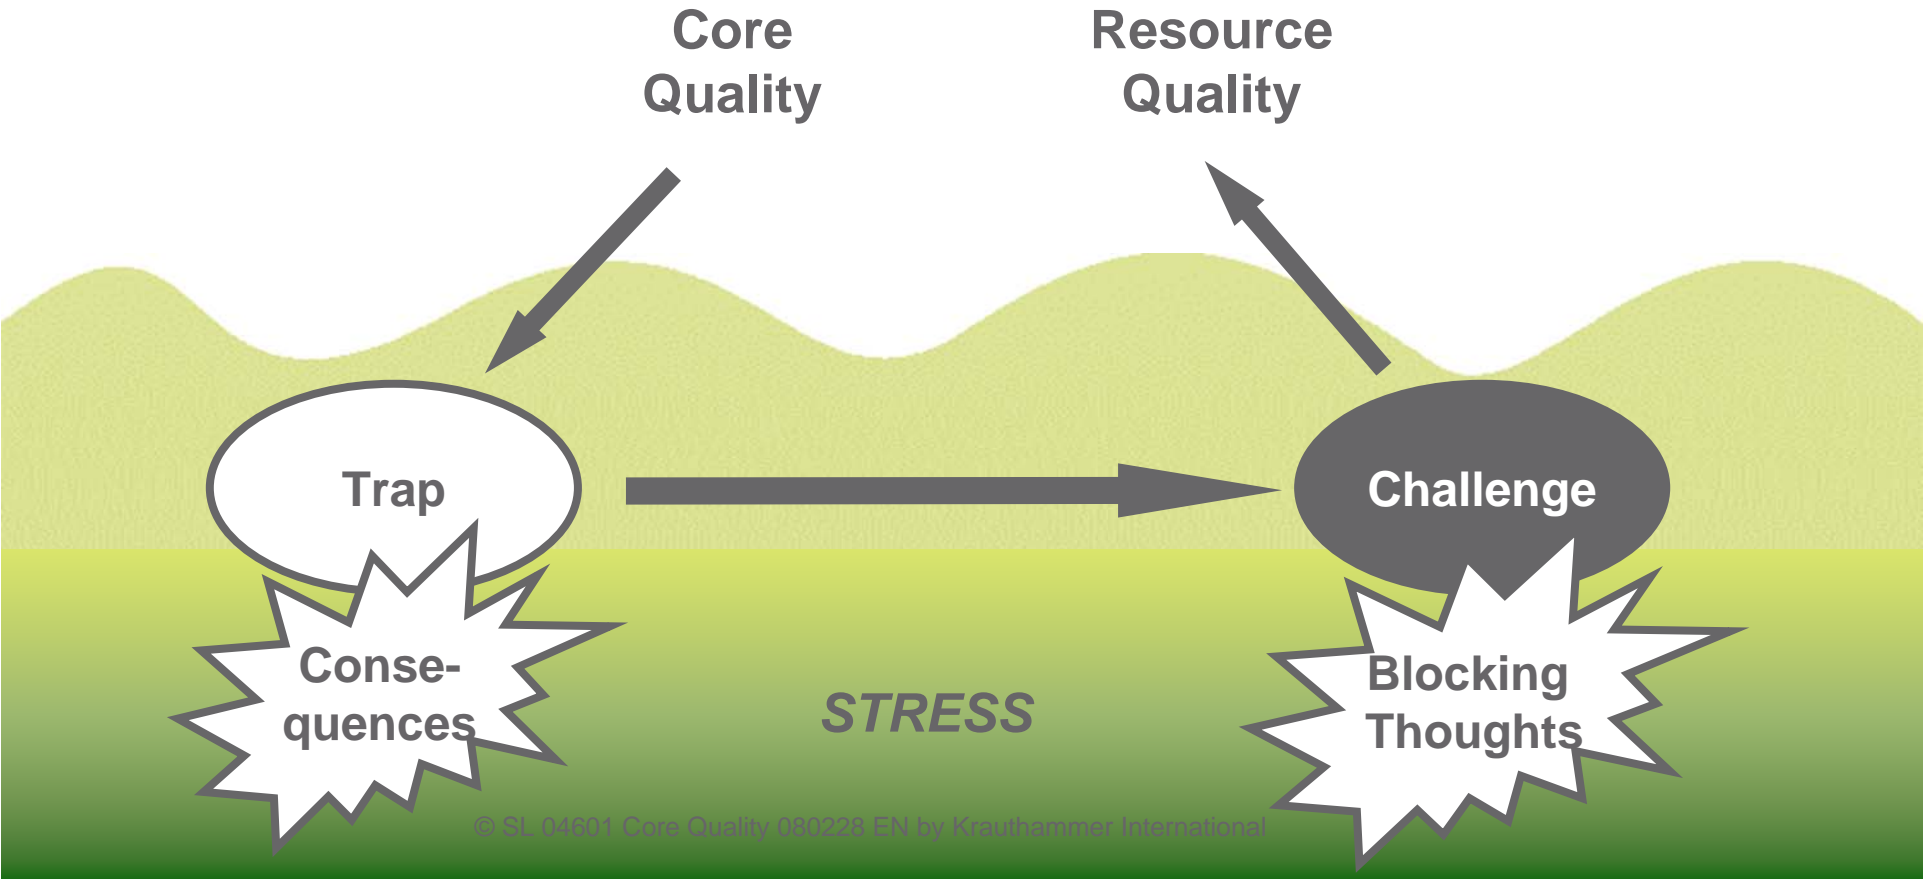 Core
Quality
Resource
Quality
Trap
Challenge
Conse-
quences
STRESS
Blocking
Thoughts
© SL 04601 Core Quality 080228 EN by Krauthammer International